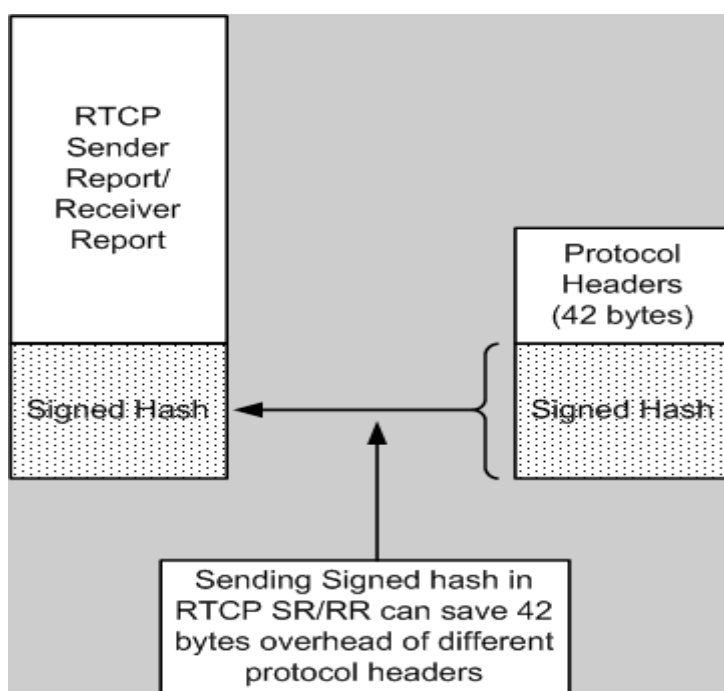 RTCP
Sender
Report/
Receiver
Report
Signed Hash
Protocol
Headers
(42 bytes)
Signed Hash
Sending Signed hash in
RTCP SR/RR can save 42
bytes overhead of different
protocol headers